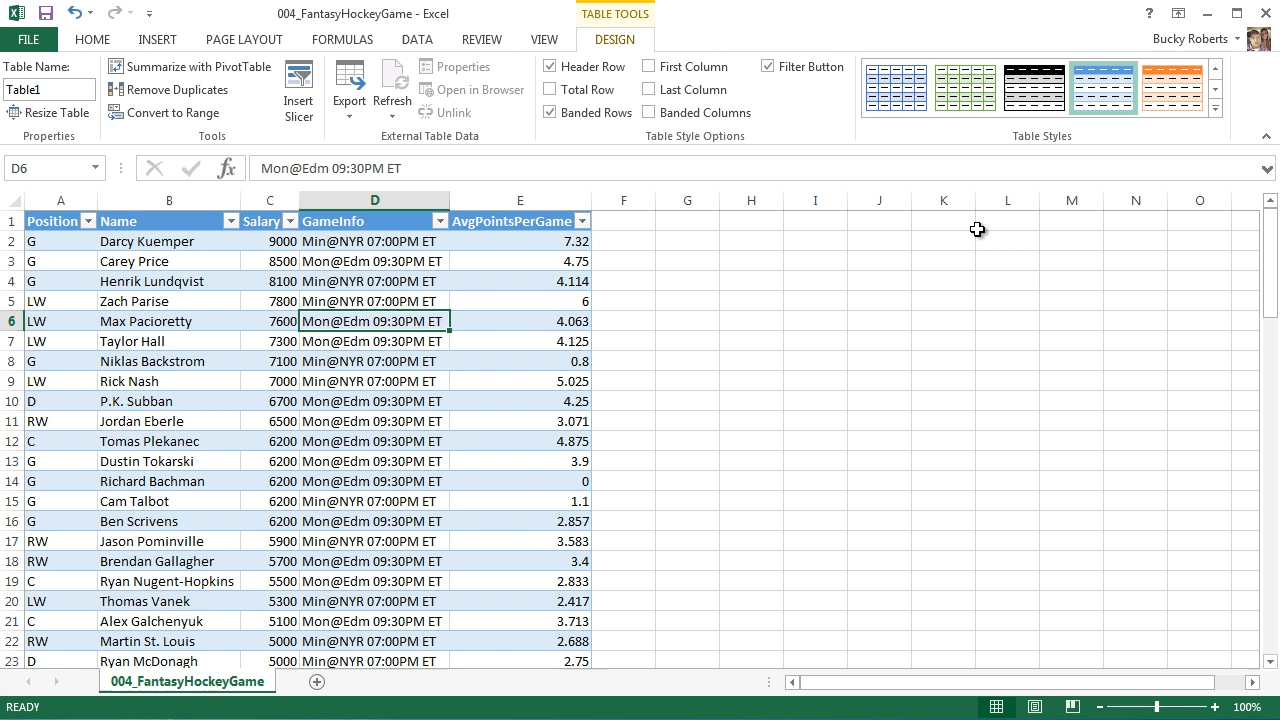 004_FantasyHockeyGame - Excel
TABLE TOOLS
FILE HOME INSERT PAGE LAYOUT FORMULAS DATA REVIEW VIEW DESIGN Bucky Roberts
Table Name:
Table1
Resize Table
Properties
Summarize with PivotTable
Remove Duplicates
Convert to Range
Tools
Insert
Slicer
Export
Refresh
Properties
Open in Browser
Unlink
External Table Data
Header Row First Column Filter Button
Total Row Last Column
Banded Rows Banded Columns
Table Style Options
Table Styles
D6 fx Mon@Edm 09:30PM ET
A B C D E F G H I J K L M N O
1 Position Name Salary GameInfo AvgPointsPerGame
2 G Darcy Kuemper 9000 Min@NYR 07:00PM ET 7.32
3 G Carey Price 8500 Mon@Edm 09:30PM ET 4.75
4 G Henrik Lundqvist 8100 Min@NYR 07:00PM ET 4.114
5 LW Zach Parise 7800 Min@NYR 07:00PM ET 6
6 LW Max Pacioretty 7600 Mon@Edm 09:30PM ET 4.063
7 LW Taylor Hall 7300 Mon@Edm 09:30PM ET 4.125
8 G Niklas Backstrom 7100 Min@NYR 07:00PM ET 0.8
9 LW Rick Nash 7000 Min@NYR 07:00PM ET 5.025
10 D P.K. Subban 6700 Mon@Edm 09:30PM ET 4.25
11 RW Jordan Eberle 6500 Mon@Edm 09:30PM ET 3.071
12 C Tomas Plekanec 6200 Mon@Edm 09:30PM ET 4.875
13 G Dustin Tokarski 6200 Mon@Edm 09:30PM ET 3.9
14 G Richard Bachman 6200 Mon@Edm 09:30PM ET 0
15 G Cam Talbot 6200 Min@NYR 07:00PM ET 1.1
16 G Ben Scrivens 6200 Mon@Edm 09:30PM ET 2.857
17 RW Jason Pominville 5900 Min@NYR 07:00PM ET 3.583
18 RW Brendan Gallagher 5700 Mon@Edm 09:30PM ET 3.4
19 C Ryan Nugent-Hopkins 5500 Mon@Edm 09:30PM ET 2.833
20 LW Thomas Vanek 5300 Min@NYR 07:00PM ET 2.417
21 C Alex Galchenyuk 5100 Mon@Edm 09:30PM ET 3.713
22 RW Martin St. Louis 5000 Min@NYR 07:00PM ET 2.688
23 D Ryan McDonagh 5000 Min@NYR 07:00PM ET 2.75
004_FantasyHockeyGame
READY 100%